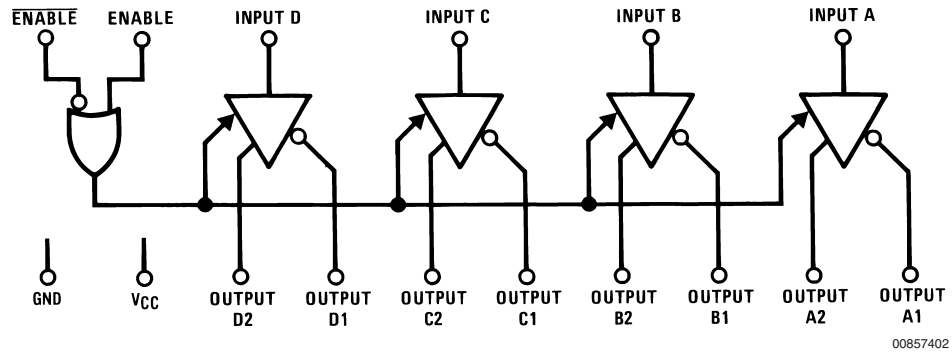 ENABLE ENABLE INPUT D INPUT C INPUT B INPUT A
GND VCC OUTPUT D2 OUTPUT D1 OUTPUT C2 OUTPUT C1 OUTPUT B2 OUTPUT B1 OUTPUT A2 OUTPUT A1
00857402